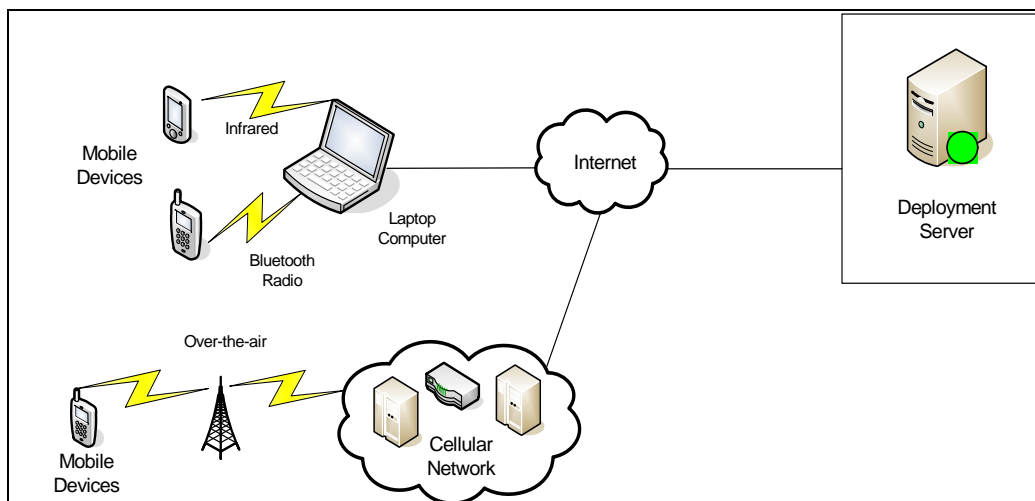 Infrared
Mobile
Devices
Internet
Laptop
Computer
Deployment
Server
Bluetooth
Radio
Over-the-air
Cellular
Network
Mobile
Devices